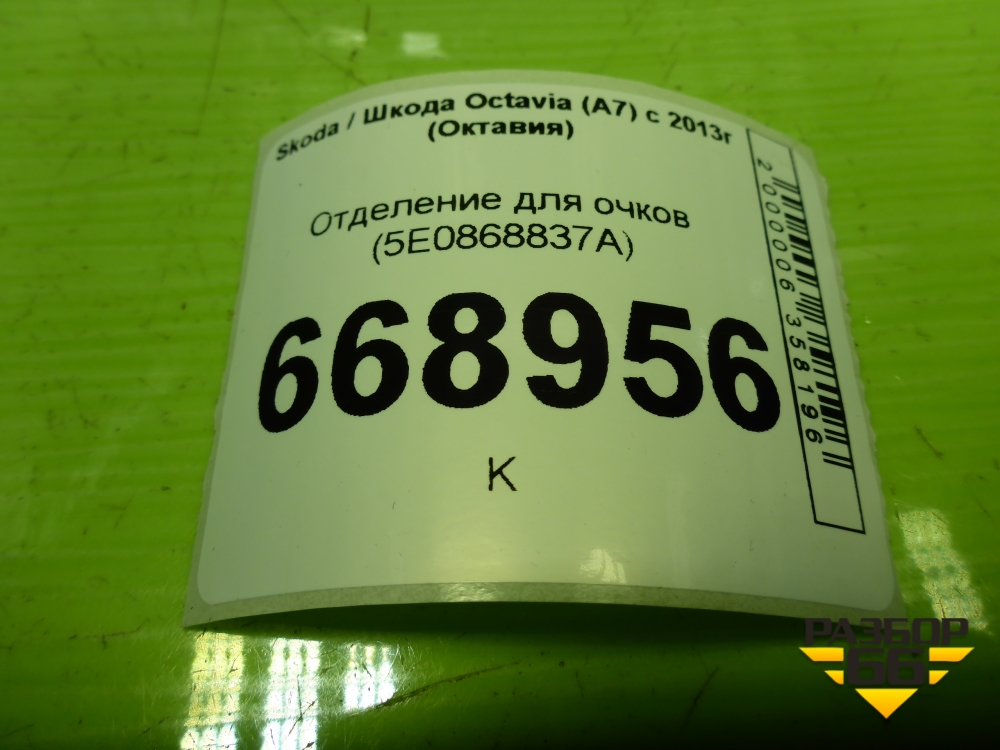 Skoda / Шкода Octavia (A7) с 2013г
(Октавия)
Отделение для очков
(5E0868837A)
668956
К
2000006358196
РАЗБОР
66